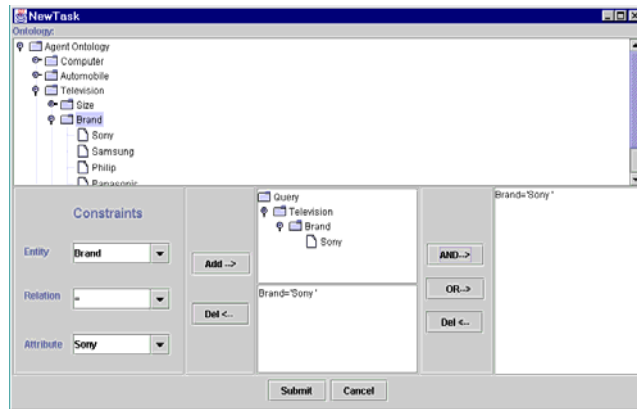 NewTask
Ontology:
Agent Ontology
Computer
Automobile
Television
Size
Brand
Sony
Samsung
Philip
Panasonic
Constraints
Entity
Brand
Relation
=
Attribute
Sony
Add -->
Del <--
Query
Television
Brand
Sony
Brand='Sony '
AND-->
OR-->
Del <--
Brand='Sony '
Submit
Cancel